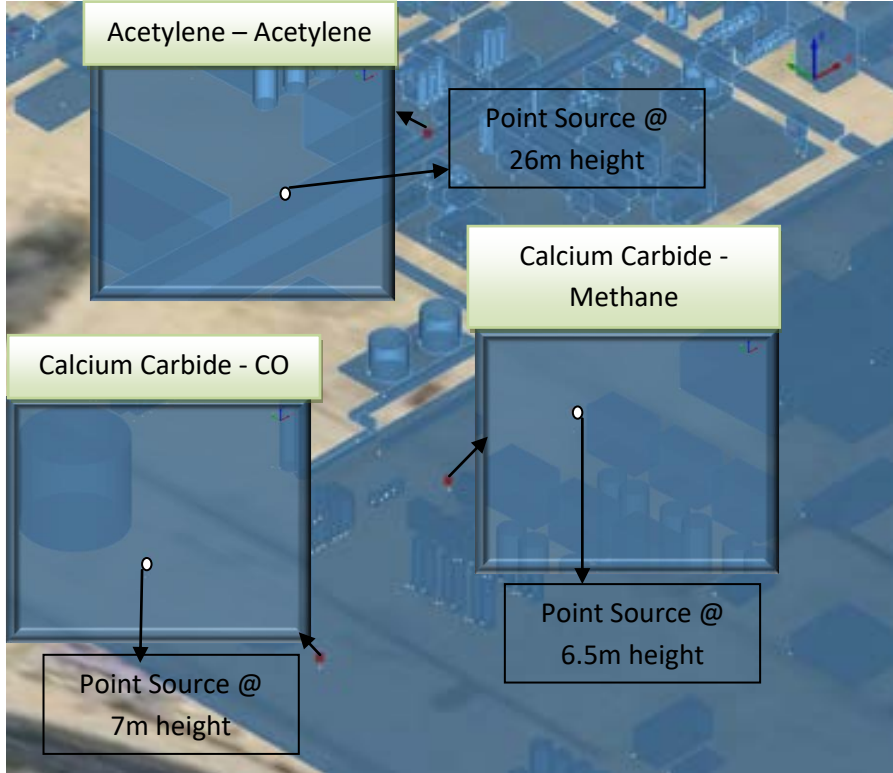 Acetylene – Acetylene
Point Source @
26m height
Calcium Carbide -
Methane
Calcium Carbide - CO
Point Source @
6.5m height
Point Source @
7m height